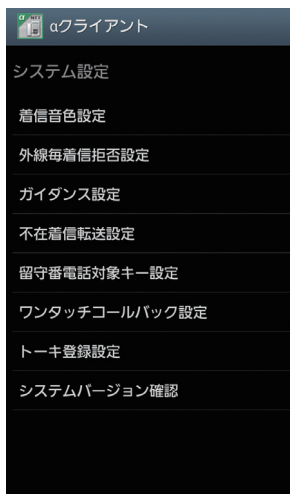 αクライアント
システム設定
着信音色設定
外線毎着信拒否設定
ガイダンス設定
不在着信転送設定
留守番電話対象キー設定
ワンタッチコールバック設定
トーキ登録設定
システムバージョン確認